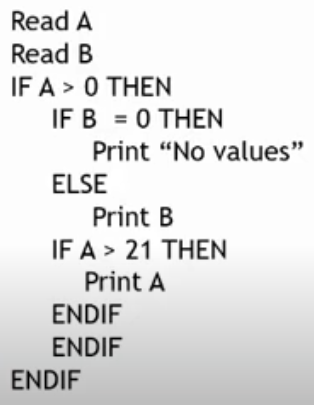 Read A
Read B
IF A > 0 THEN
IF B = 0 THEN
Print “No values”
ELSE
Print B
IF A > 21 THEN
Print A
ENDIF
ENDIF
ENDIF